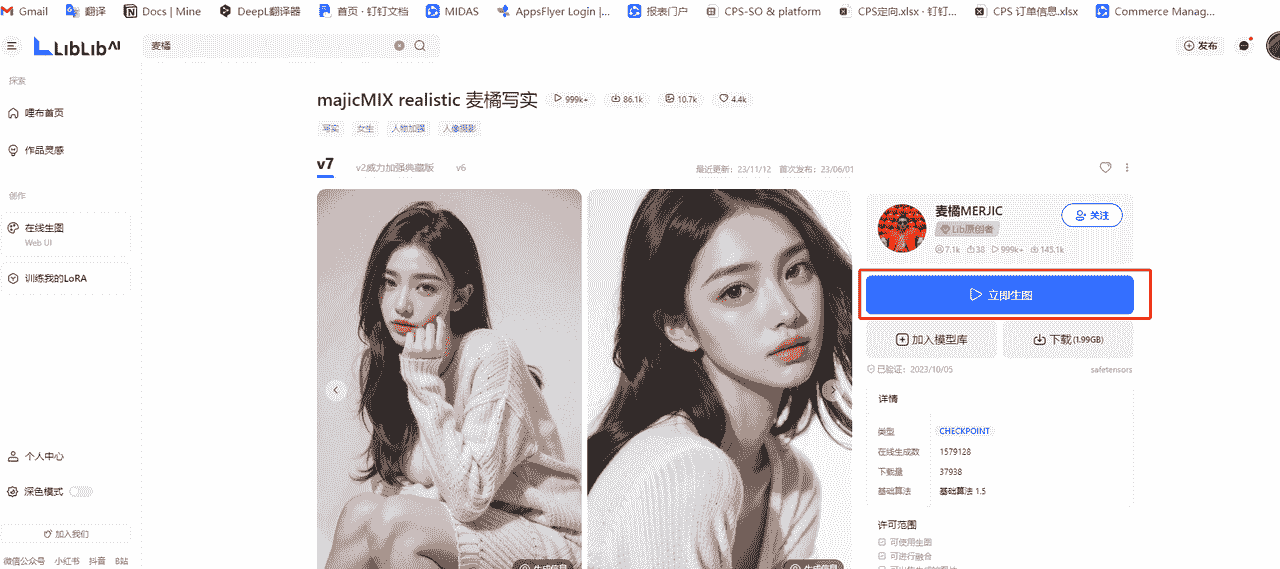 Gmail 翻译 Docs | Mine DeepL翻译器 首页 · 钉钉文档 MIDAS AppsFlyer Login |... 报表门户 CPS-SO & platform CPS定向.xlsx · 钉钉... CPS 订单信息.xlsx Commerce Manag...
LIBLIB AI 麦橘 发布
探索
哩布首页
作品灵感
创作
在线生图
Web UI
训练我的LoRA
majicMIX realistic 麦橘写实 999k+ 86.1k 10.7k 4.4k
写实 女生 人物加强 人像摄影
v7 v2威力加强典藏版 v6 最近更新：23/11/12 首次发布：23/06/01
麦橘MERJIC
Lib原创者
关注
7.1k 38 999k+ 145.1k
立即生图
加入模型库 下载(1.99GB)
已验证：2023/10/05 safetensors
详情
类型 CHECKPOINT
在线生成数 1579128
下载量 37938
基础算法 基础算法 1.5
许可范围
可使用生图
可进行融合
生成信息 生成信息
个人中心
深色模式
加入我们
微信公众号 小红书 抖音 B站